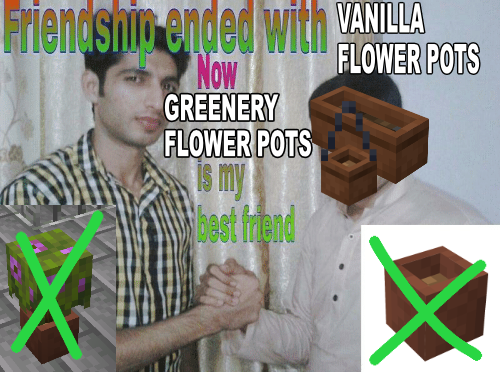 Friendship ended with
VANILLA
FLOWER POTS
Now
GREENERY
FLOWER POTS
is my
best friend